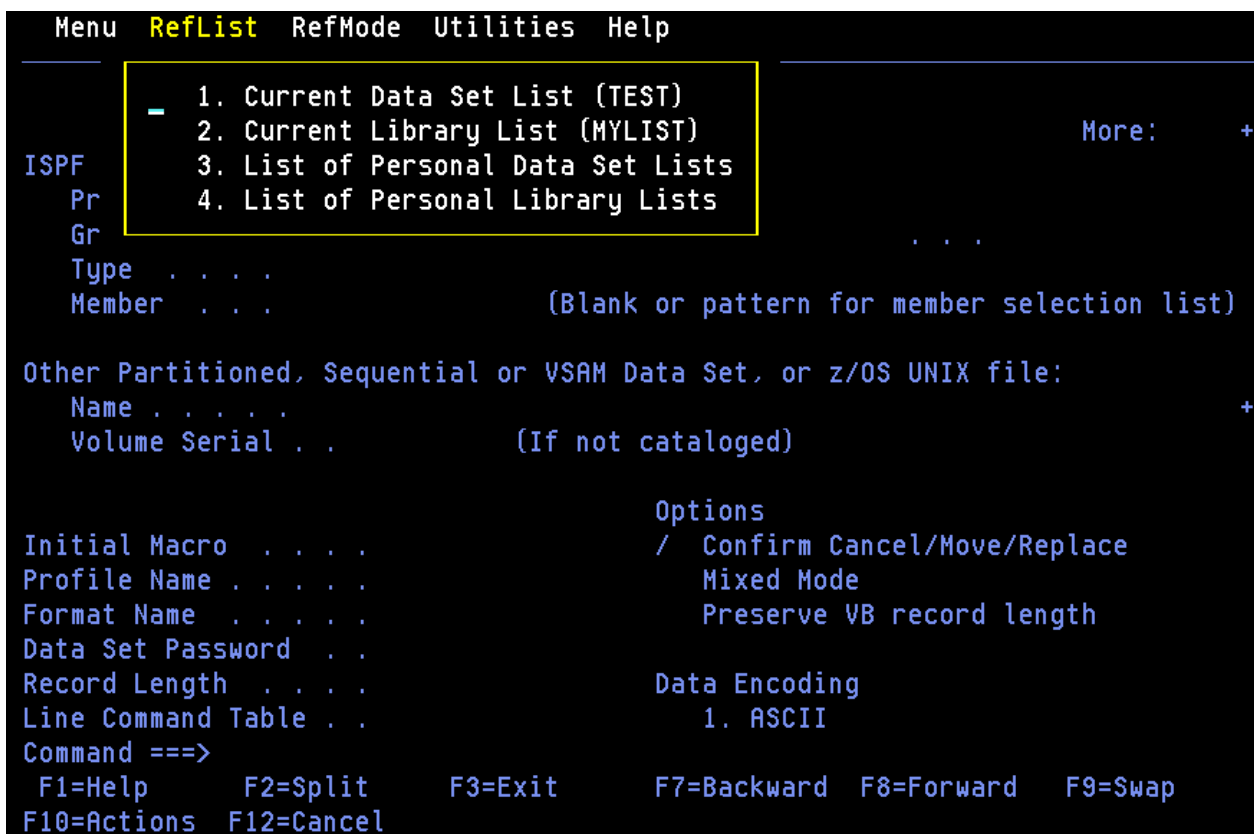 Menu RefList RefMode Utilities Help
1. Current Data Set List (TEST)
2. Current Library List (MYLIST)
More: +
ISPF
3. List of Personal Data Set Lists
Pr
4. List of Personal Library Lists
Gr . . .
Type . . . .
Member . . . (Blank or pattern for member selection list)
Other Partitioned, Sequential or VSAM Data Set, or z/OS UNIX file:
Name . . . . . +
Volume Serial . . (If not cataloged)
Options
Initial Macro . . . . / Confirm Cancel/Move/Replace
Profile Name . . . . . Mixed Mode
Format Name . . . . . Preserve VB record length
Data Set Password . .
Record Length . . . . Data Encoding
Line Command Table . . 1. ASCII
Command ===>
F1=Help F2=Split F3=Exit F7=Backward F8=Forward F9=Swap
F10=Actions F12=Cancel